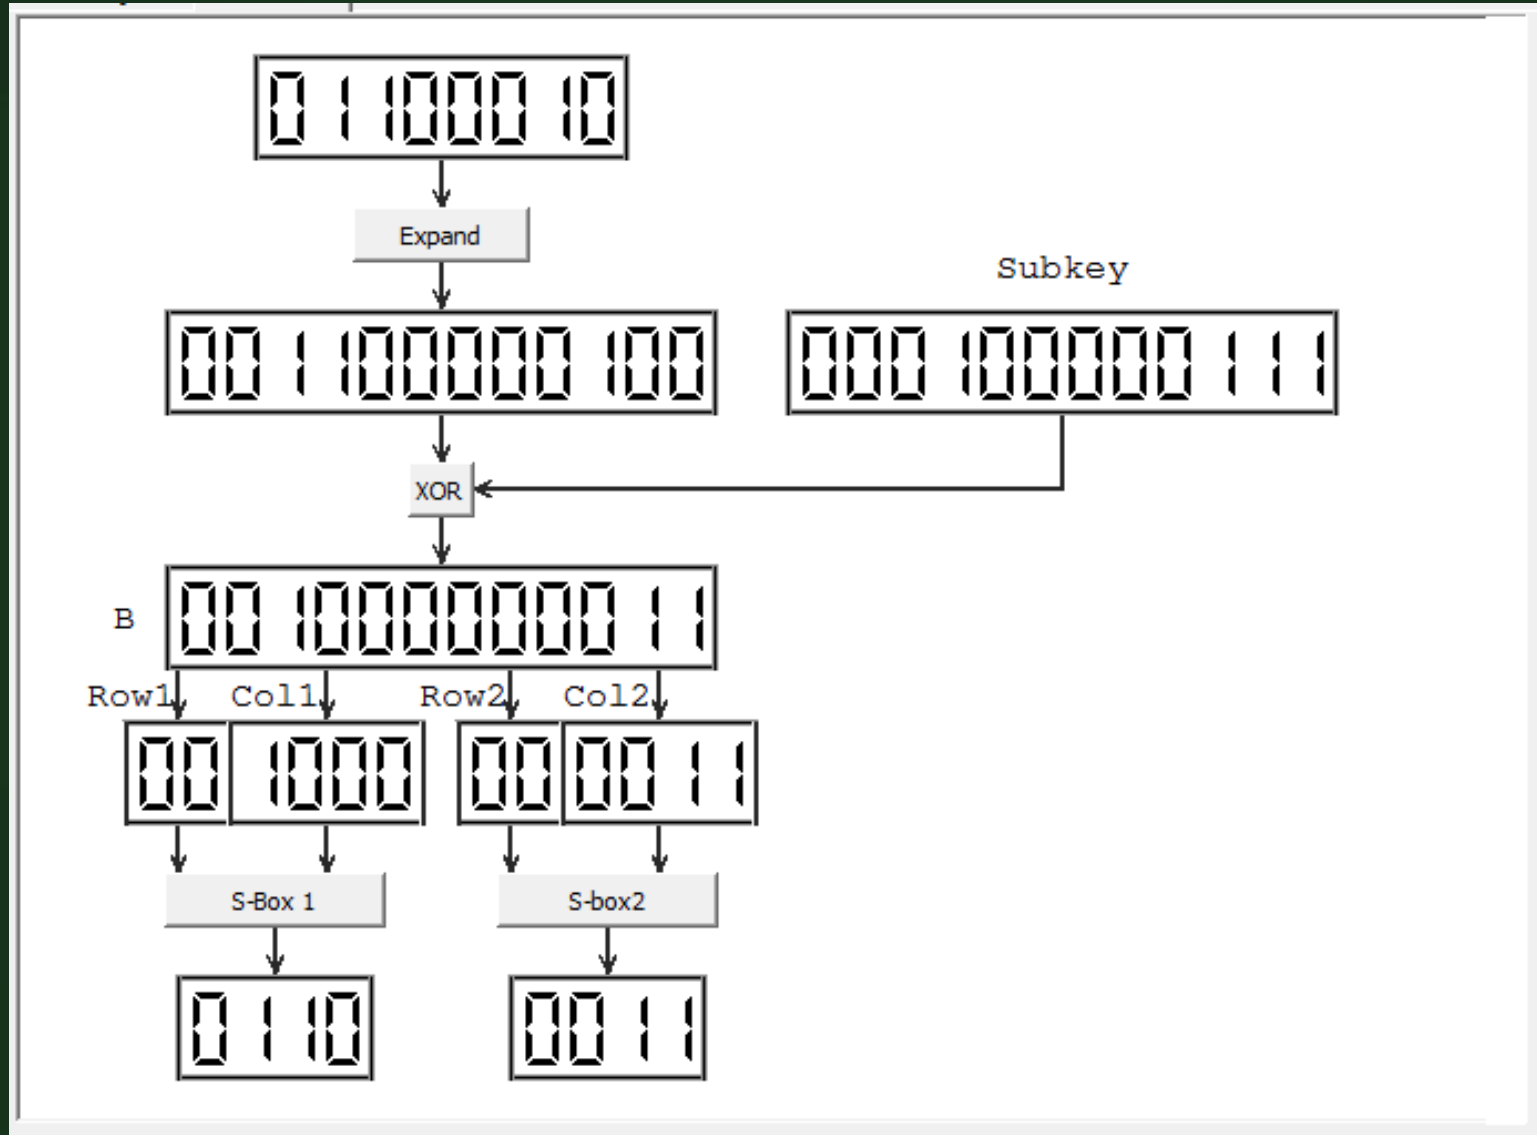 01100010
Expand
Subkey
001100000100 000100000111
XOR
B 001000000011
Row1 Col1 Row2 Col2
00 1000 00 0011
S-Box 1 S-box2
0110 0011